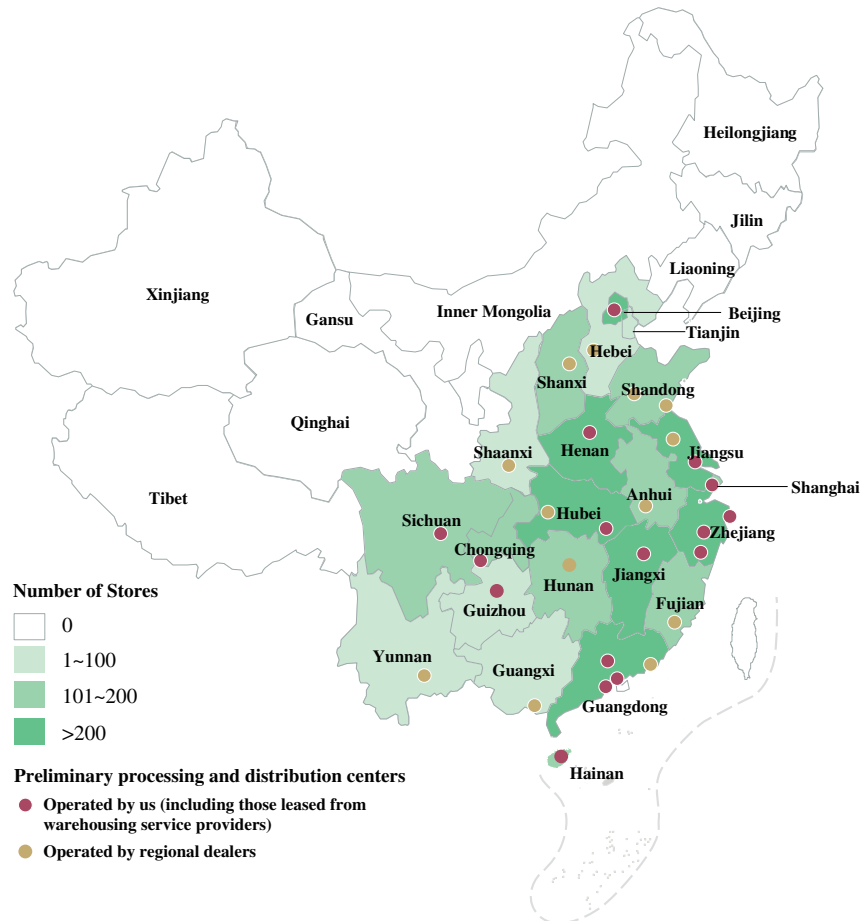 Heilongjiang
Jilin
Liaoning
Xinjiang
Gansu
Inner Mongolia
Beijing
Tianjin
Hebei
Shanxi
Shandong
Qinghai
Henan
Shaanxi
Jiangsu
Shanghai
Tibet
Anhui
Sichuan
Hubei
Zhejiang
Chongqing
Hunan
Jiangxi
Number of Stores
Guizhou
Fujian
0
1~100
Yunnan
Guangxi
101~200
Guangdong
>200
Hainan
Preliminary processing and distribution centers
Operated by us (including those leased from
warehousing service providers)
Operated by regional dealers